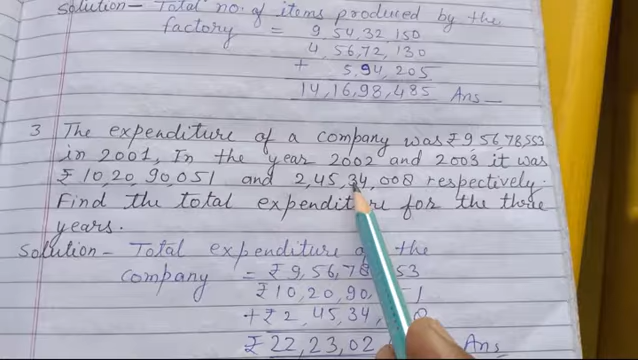 Solution- Total no. of items produced by the
factory = 9 54,32 150
4 56,72,130
+ 5,94,205
14,16,98,485 Ans
3 The expenditure of a company was ₹9 56,78553
in 2001, In the year 2002 and 2003 it was
₹ 10,20,90,051 and 2,45,34,008 respectively.
Find the total expenditure for the three
years.
Solution- Total expenditure of the
company = ₹9,56,78 53
₹10,20,90, 1
+₹2,45,34,
₹22,23,02 Ans